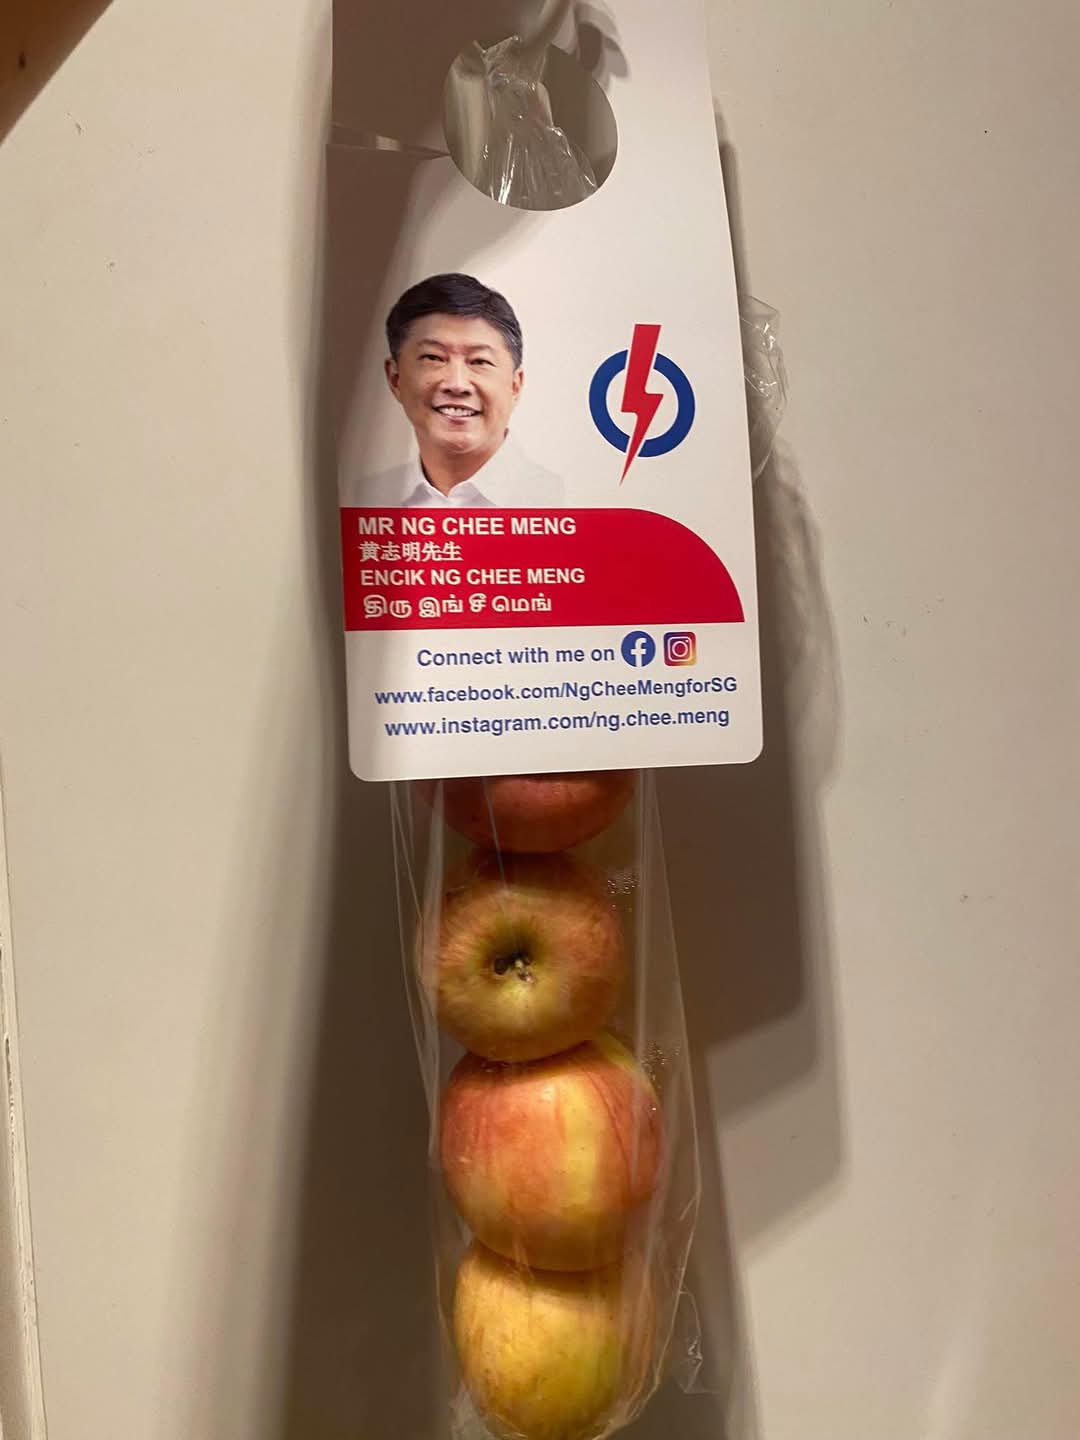 MR NG CHEE MENG
黄志明先生
ENCIK NG CHEE MENG
திரு இங் சீ மெங்
Connect with me on
www.facebook.com/NgCheeMengforSG
www.instagram.com/ng.chee.meng